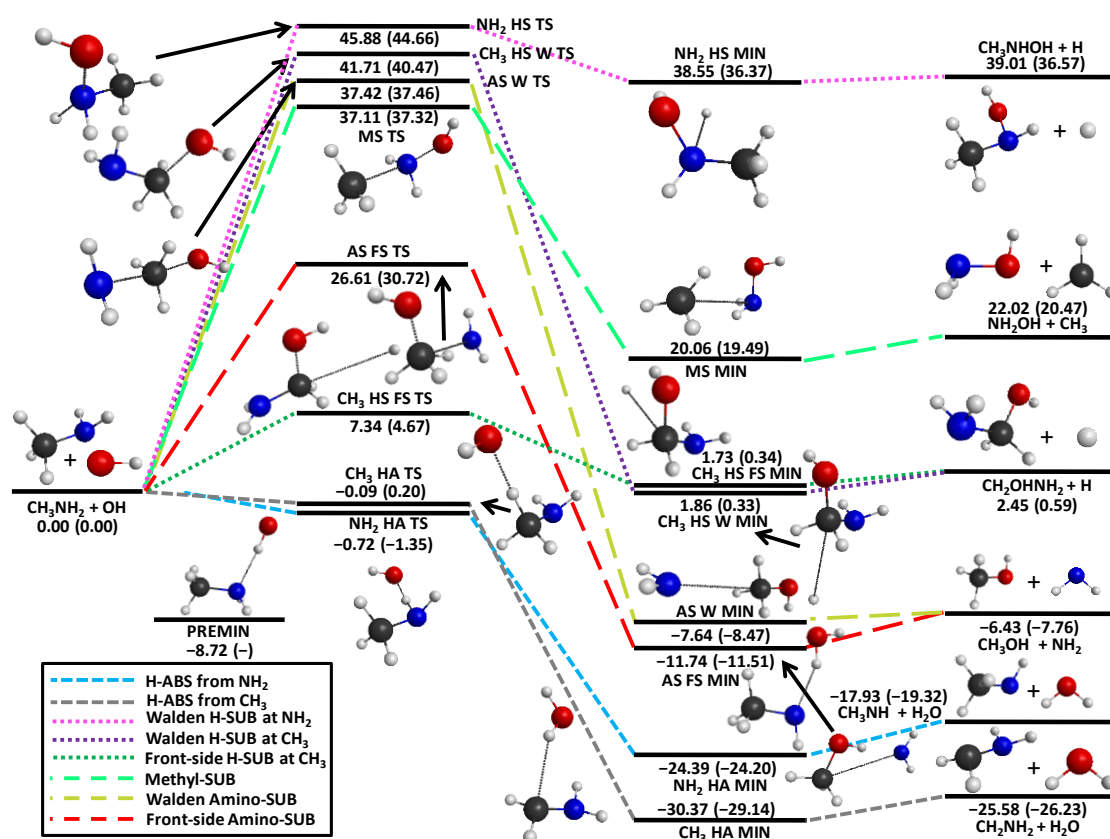 NH₂ HS TS
45.88 (44.66)
CH₃ HS W TS
41.71 (40.47)
AS W TS
37.42 (37.46)
37.11 (37.32)
MS TS
NH₂ HS MIN
38.55 (36.37)
CH₃NHOH + H
39.01 (36.57)
+
AS FS TS
26.61 (30.72)
+
22.02 (20.47)
NH₂OH + CH₃
20.06 (19.49)
MS MIN
CH₃ HS FS TS
7.34 (4.67)
+
1.73 (0.34)
CH₃ HS FS MIN
1.86 (0.33)
CH₃ HS W MIN
CH₂OHNH₂ + H
2.45 (0.59)
+
CH₃NH₂ + OH
0.00 (0.00)
CH₃ HA TS
−0.09 (0.20)
NH₂ HA TS
−0.72 (−1.35)
PREMIN
−8.72 (−)
AS W MIN
−7.64 (−8.47)
−11.74 (−11.51)
AS FS MIN
+
−6.43 (−7.76)
CH₃OH + NH₂
−17.93 (−19.32)
CH₃NH + H₂O
+
−24.39 (−24.20)
NH₂ HA MIN
−30.37 (−29.14)
CH₃ HA MIN
+
−25.58 (−26.23)
CH₂NH₂ + H₂O
H-ABS from NH₂
H-ABS from CH₃
Walden H-SUB at NH₂
Walden H-SUB at CH₃
Front-side H-SUB at CH₃
Methyl-SUB
Walden Amino-SUB
Front-side Amino-SUB